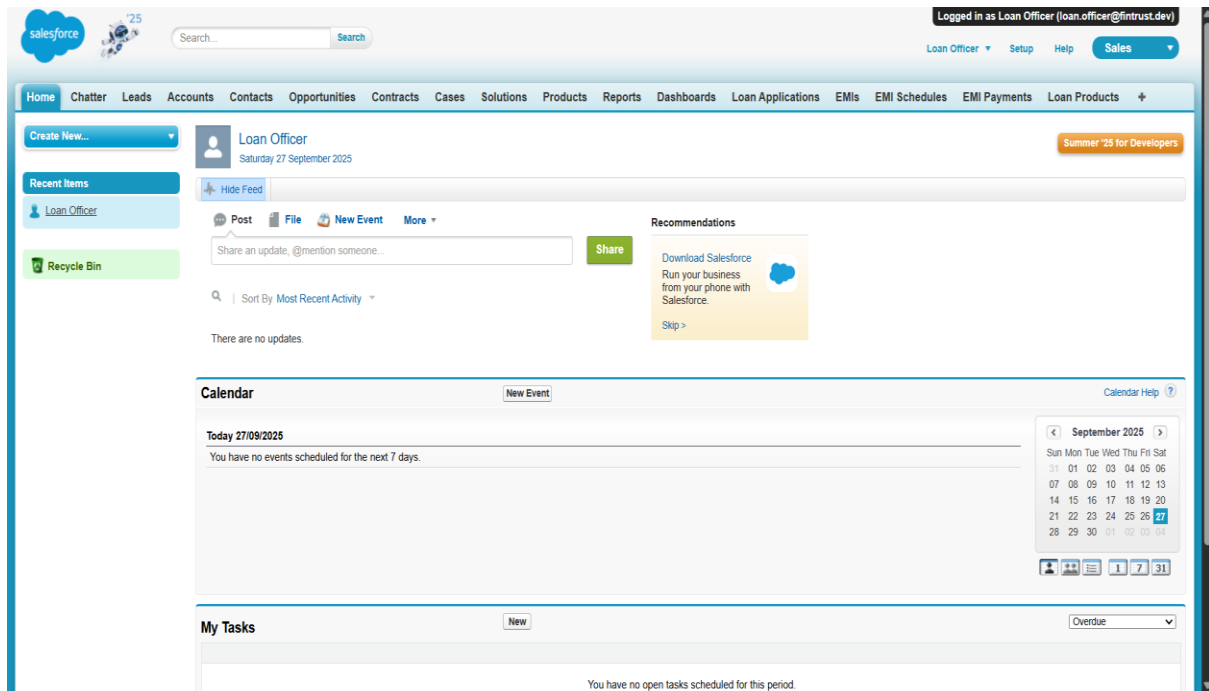 Logged in as Loan Officer (loan.officer@fintrust.dev)
salesforce
'25
Search...
Search
Loan Officer
Setup
Help
Sales
Home Chatter Leads Accounts Contacts Opportunities Contracts Cases Solutions Products Reports Dashboards Loan Applications EMIs EMI Schedules EMI Payments Loan Products +
Create New...
Recent Items
Loan Officer
Recycle Bin
Loan Officer
Saturday 27 September 2025
Summer '25 for Developers
Hide Feed
Post File New Event More
Share an update, @mention someone...
Share
Sort By Most Recent Activity
There are no updates.
Recommendations
Download Salesforce
Run your business
from your phone with
Salesforce.
Skip >
Calendar
New Event
Calendar Help ?
Today 27/09/2025
You have no events scheduled for the next 7 days.
September 2025
Sun Mon Tue Wed Thu Fri Sat
31 01 02 03 04 05 06
07 08 09 10 11 12 13
14 15 16 17 18 19 20
21 22 23 24 25 26 27
28 29 30 01 02 03 04
1 7 31
My Tasks
New
Overdue
You have no open tasks scheduled for this period.